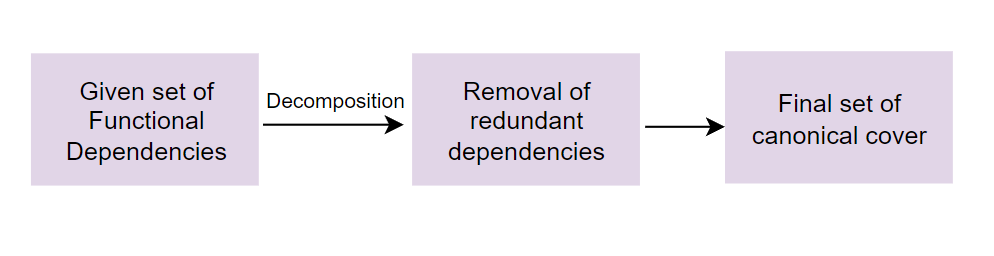 Given set of
Functional
Dependencies
Decomposition
Removal of
redundant
dependencies
Final set of
canonical cover